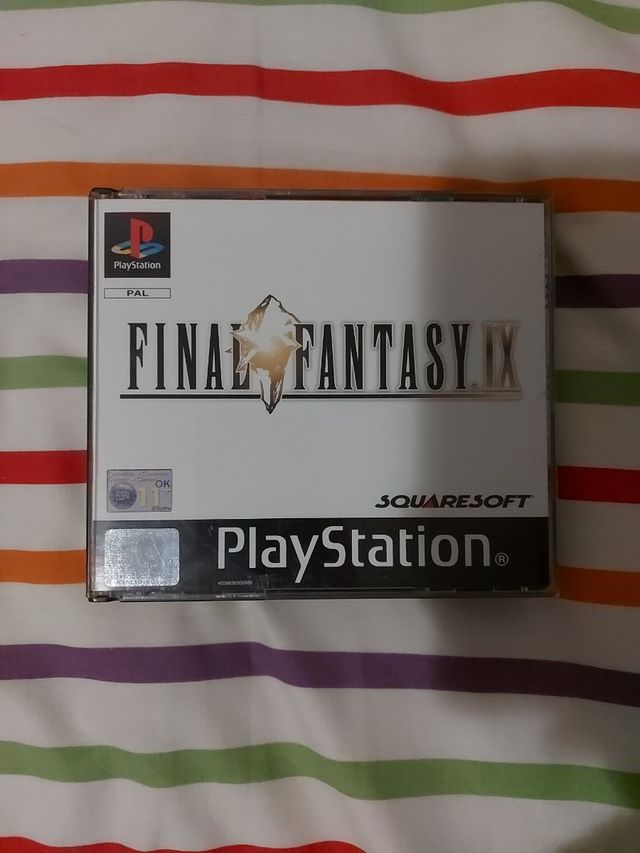 PlayStation
PAL
FINAL FANTASY.IX
OK
11+
SQUARESOFT
PlayStation®